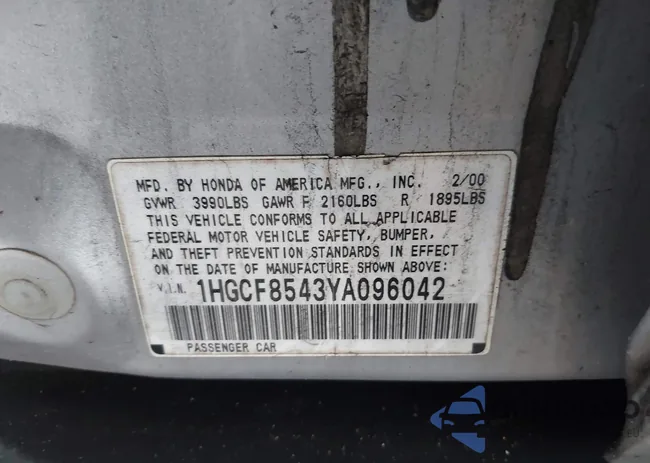 MFD. BY HONDA OF AMERICA MFG., INC. 2/00
GVWR 3990LBS GAWR F 2160LBS R 1895LBS
THIS VEHICLE CONFORMS TO ALL APPLICABLE
FEDERAL MOTOR VEHICLE SAFETY, BUMPER,
AND THEFT PREVENTION STANDARDS IN EFFECT
ON THE DATE OF MANUFACTURE SHOWN ABOVE:
V.I.N. 1HGCF8543YA096042
PASSENGER CAR